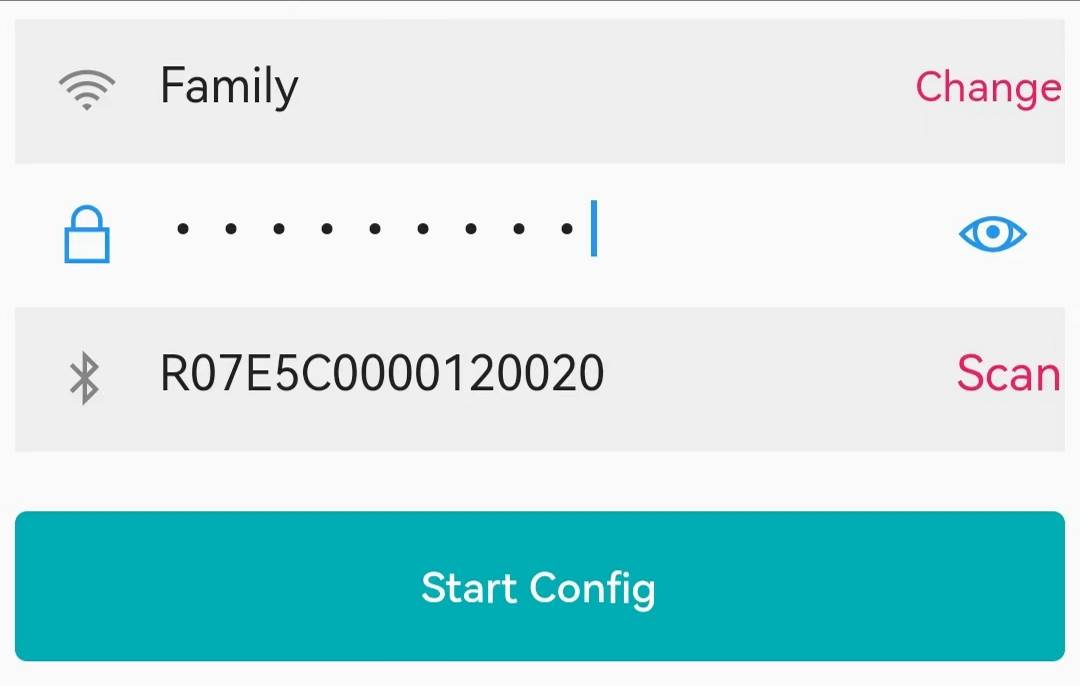 Family
Change
•••••••••
R07E5C0000120020
Scan
Start Config